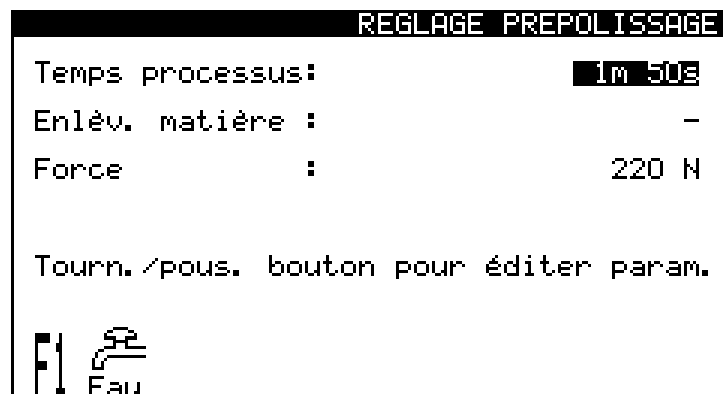 REGLAGE PREPOLISSAGE
Temps processus: 1m 50s
Enlèv. matière : -
Force : 220 N
Tourn./pous. bouton pour éditer param.
F1 Eau